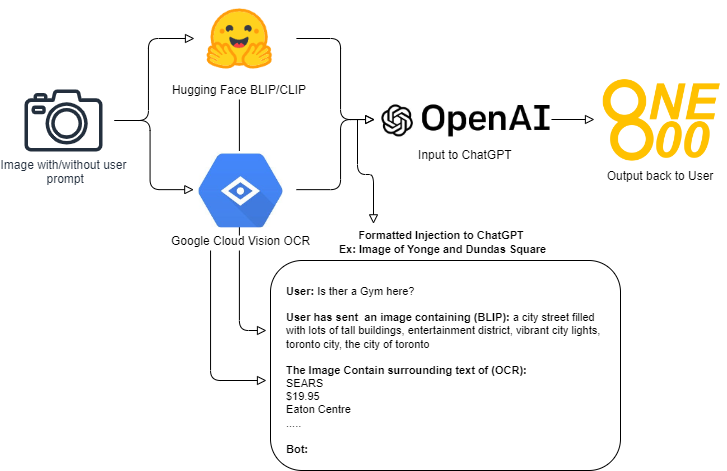 Hugging Face BLIP/CLIP
Image with/without user
prompt
OpenAI
Input to ChatGPT
ONE
800
Output back to User
Google Cloud Vision OCR
Formatted Injection to ChatGPT
Ex: Image of Yonge and Dundas Square
User: Is ther a Gym here?
User has sent  an image containing (BLIP): a city street filled
with lots of tall buildings, entertainment district, vibrant city lights,
toronto city, the city of toronto
The Image Contain surrounding text of (OCR):
SEARS
$19.95
Eaton Centre
.....
Bot: